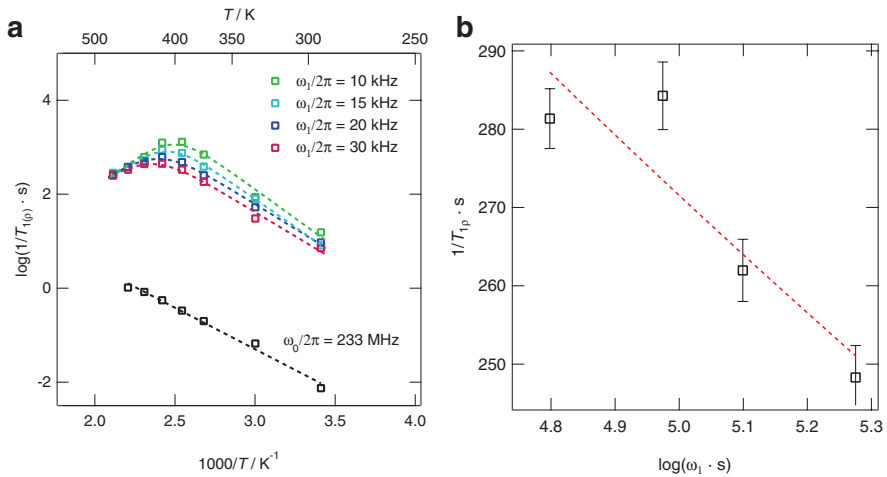 a
T / K
500 400 300 250
4
2
0
-2
log(1/T1(ρ) · s)
ω1/2π = 10 kHz
ω1/2π = 15 kHz
ω1/2π = 20 kHz
ω1/2π = 30 kHz
ω0/2π = 233 MHz
2.0 2.5 3.0 3.5 4.0
1000/T / K-1
b
290
280
270
260
250
1/T1ρ · s
4.8 4.9 5.0 5.1 5.2 5.3
log(ω1 · s)